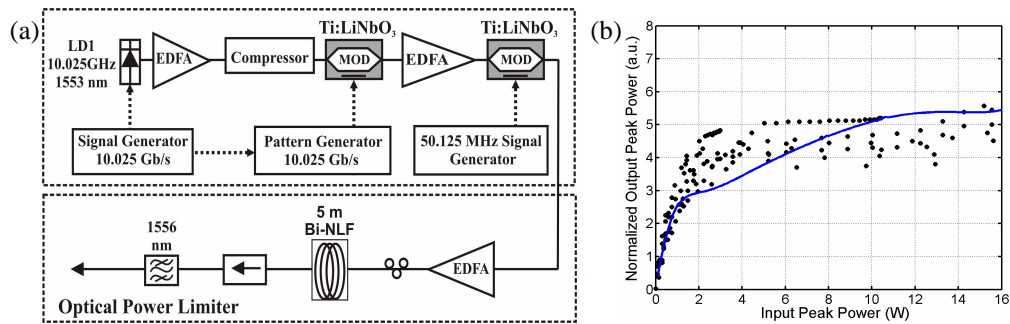 (a)
LD1
10.025GHz
1553 nm
EDFA
Compressor
Ti:LiNbO3
MOD
EDFA
Ti:LiNbO3
MOD
Signal Generator
10.025 Gb/s
Pattern Generator
10.025 Gb/s
50.125 MHz Signal
Generator
1556
nm
5 m
Bi-NLF
EDFA
Optical Power Limiter
(b)
Normalized Output Peak Power (a.u.)
8
7
6
5
4
3
2
1
0
0 2 4 6 8 10 12 14 16
Input Peak Power (W)